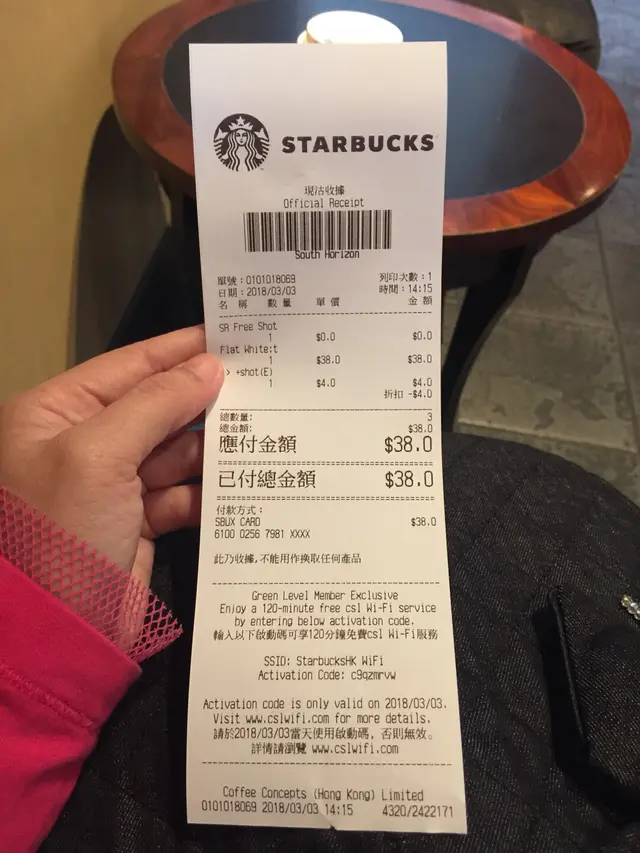 STARBUCKS
現沽收據
Official Receipt
South Horizon
單號:0101018069 列印次數:1
日期:2018/03/03 時間:14:15
名 稱 數 量 單 價 金 額
SR Free Shot
1 $0.0 $0.0
Flat White:t
1 $38.0 $38.0
> +shot(E)
1 $4.0 $4.0
折扣 -$4.0
總數量: 3
總金額: $38.0
應付金額 $38.0
已付總金額 $38.0
付款方式:
SBUX CARD $38.0
6100 0256 7981 XXXX
此乃收據,不能用作換取任何產品
Green Level Member Exclusive
Enjoy a 120-minute free csl Wi-Fi service
by entering below activation code.
輸入以下啟動碼可享120分鐘免費csl Wi-Fi服務
SSID: StarbucksHK WiFi
Activation Code: c9qzmrvw
Activation code is only valid on 2018/03/03.
Visit www.cslwifi.com for more details.
請於2018/03/03當天使用啟動碼, 否則無效。
詳情請瀏覽 www.cslwifi.com
Coffee Concepts (Hong Kong) Limited
0101018069 2018/03/03 14:15 4320/2422171